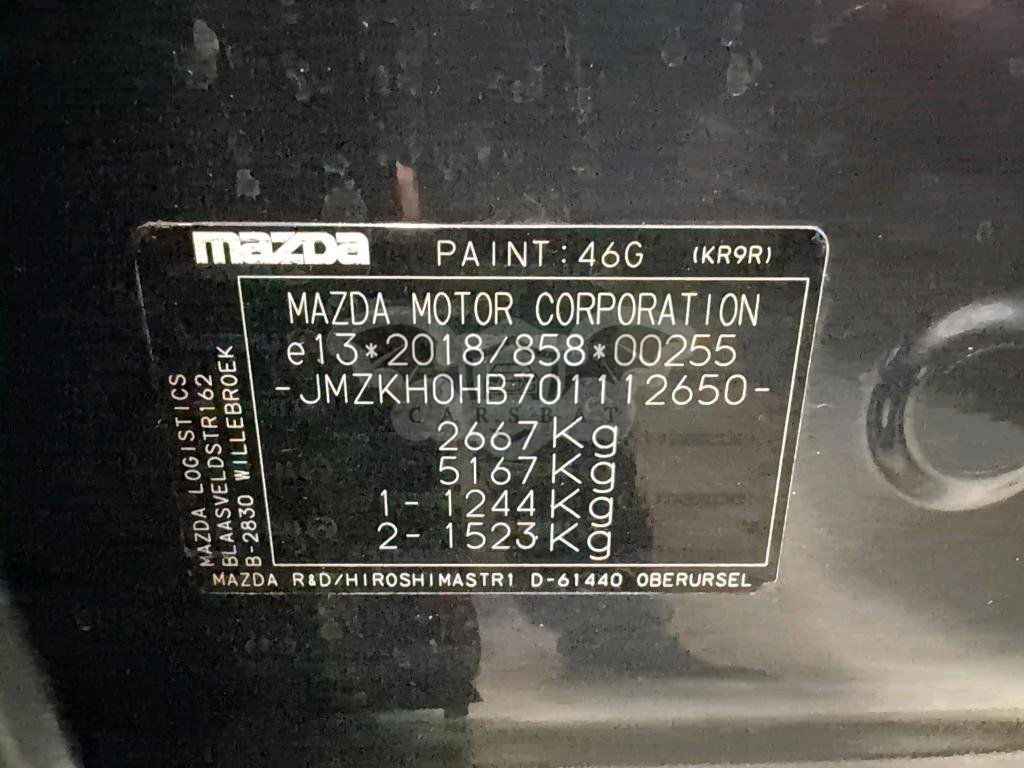 mazda PAINT:46G (KR9R)
MAZDA MOTOR CORPORATION
e13*2018/858*00255
-JMZKH0HB701112650-
CARSBAT
2667Kg
5167Kg
1- 1244Kg
2- 1523Kg
MAZDA LOGISTICS
BLAASVELDSTR162
B-2830 WILLEBROEK
MAZDA R&D/HIROSHIMASTR1 D-61440 OBERURSEL